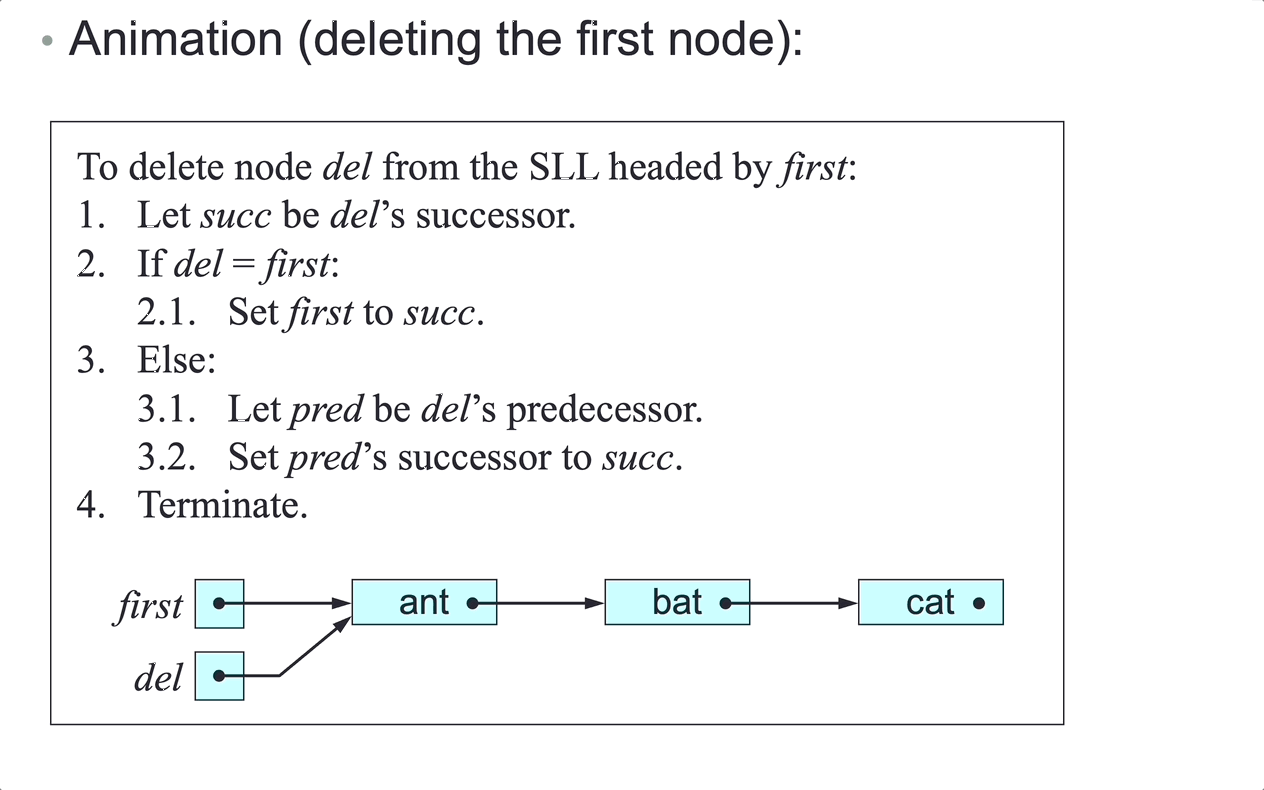 • Animation (deleting the first node):
To delete node del from the SLL headed by first:
1. Let succ be del’s successor.
2. If del = first:
2.1. Set first to succ.
3. Else:
3.1. Let pred be del’s predecessor.
3.2. Set pred’s successor to succ.
4. Terminate.
first ant bat cat
del